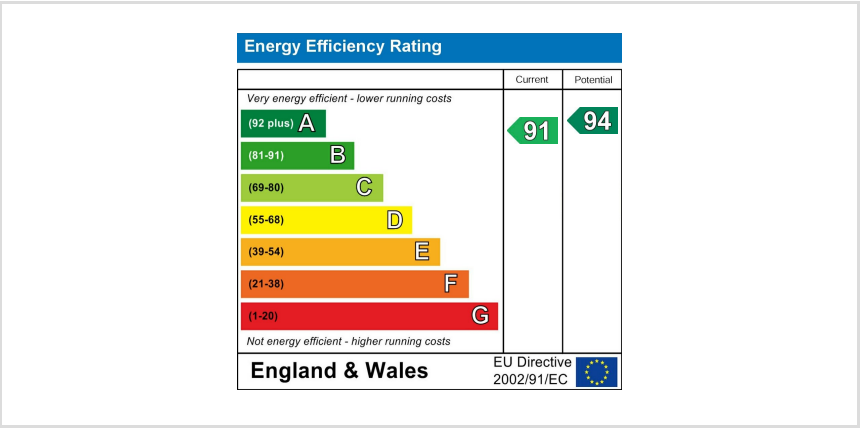 Energy Efficiency Rating
Current Potential
Very energy efficient - lower running costs
(92 plus) A
91
94
(81-91) B
(69-80) C
(55-68) D
(39-54) E
(21-38) F
(1-20) G
Not energy efficient - higher running costs
England & Wales
EU Directive
2002/91/EC